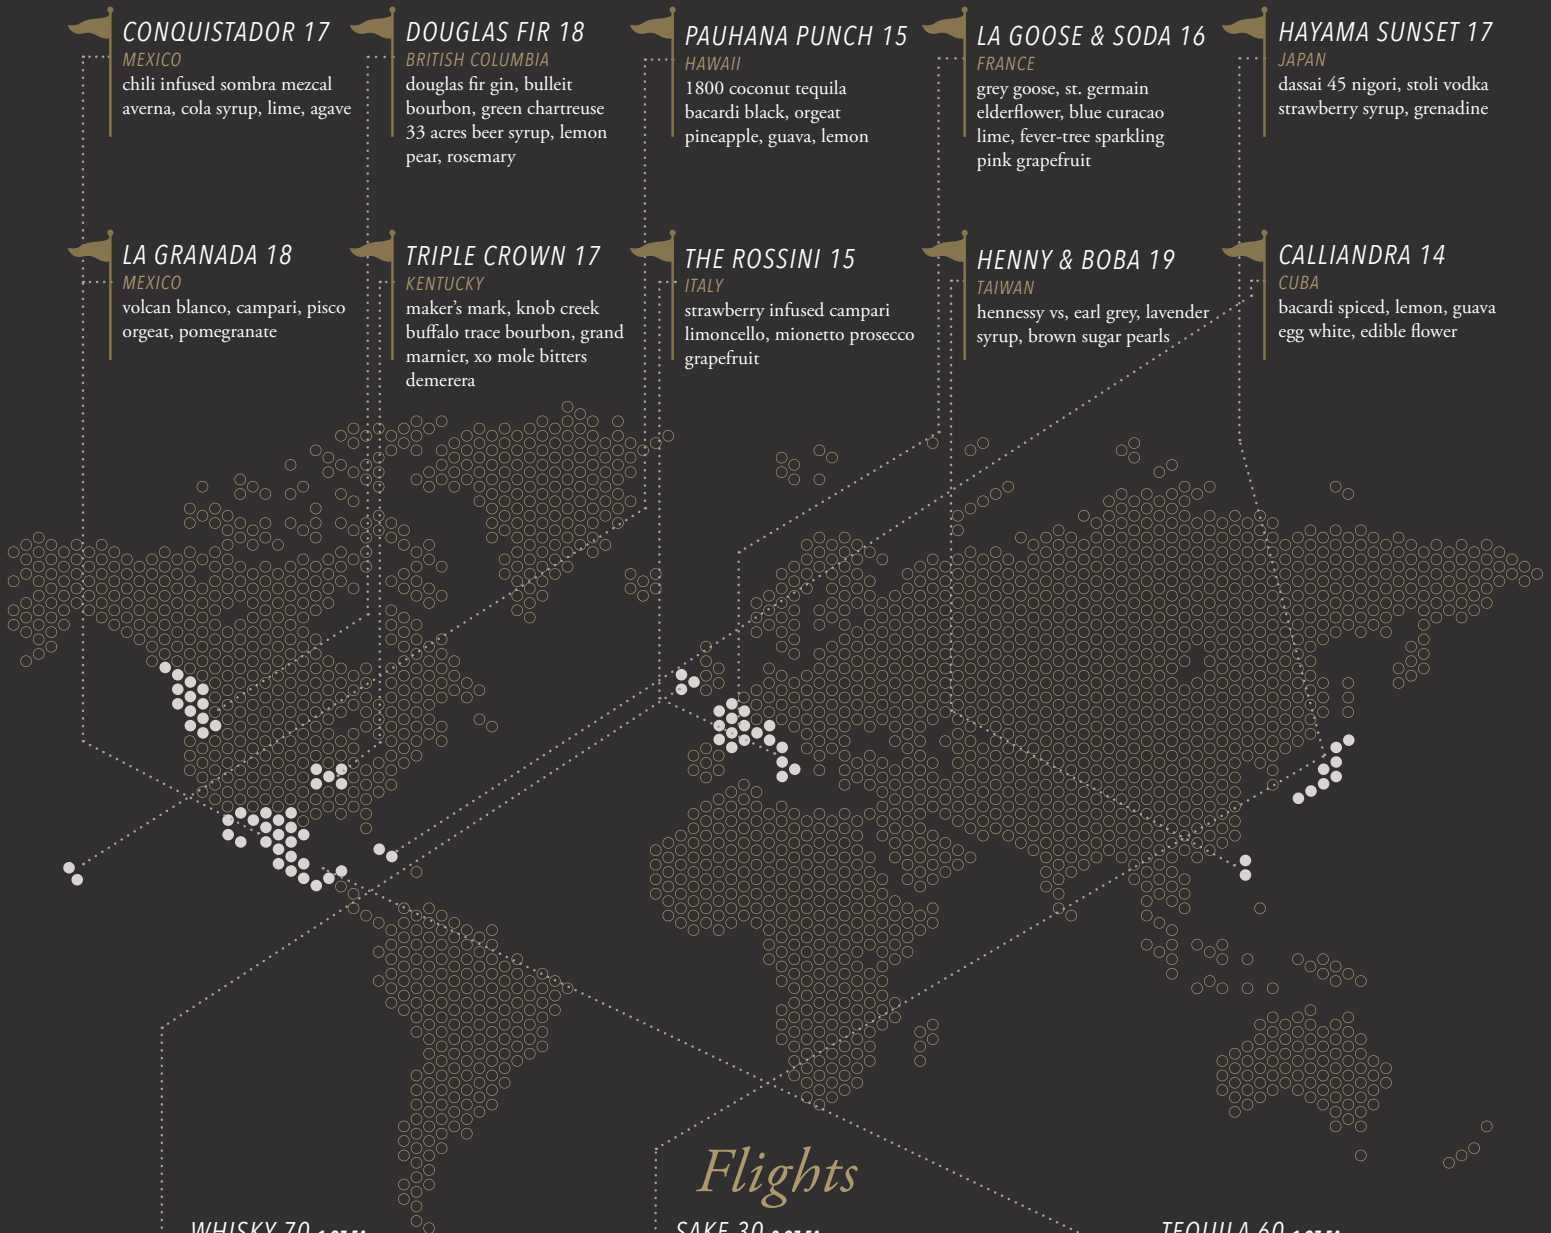 CONQUISTADOR 17
MEXICO
chili infused sombra mezcal
averna, cola syrup, lime, agave
DOUGLAS FIR 18
BRITISH COLUMBIA
douglas fir gin, bulleit
bourbon, green chartreuse
33 acres beer syrup, lemon
pear, rosemary
PAUHANA PUNCH 15
HAWAII
1800 coconut tequila
bacardi black, orgeat
pineapple, guava, lemon
LA GOOSE & SODA 16
FRANCE
grey goose, st. germain
elderflower, blue curacao
lime, fever-tree sparkling
pink grapefruit
HAYAMA SUNSET 17
JAPAN
dassai 45 nigori, stoli vodka
strawberry syrup, grenadine
LA GRANADA 18
MEXICO
volcan blanco, campari, pisco
orgeat, pomegranate
TRIPLE CROWN 17
KENTUCKY
maker's mark, knob creek
buffalo trace bourbon, grand
marnier, xo mole bitters
demerera
THE ROSSINI 15
ITALY
strawberry infused campari
limoncello, mionetto prosecco
grapefruit
HENNY & BOBA 19
TAIWAN
hennessy vs, earl grey, lavender
syrup, brown sugar pearls
CALLIANDRA 14
CUBA
bacardi spiced, lemon, guava
egg white, edible flower
Flights
WHISKY 70
SAKE 30
TEQUILA 60